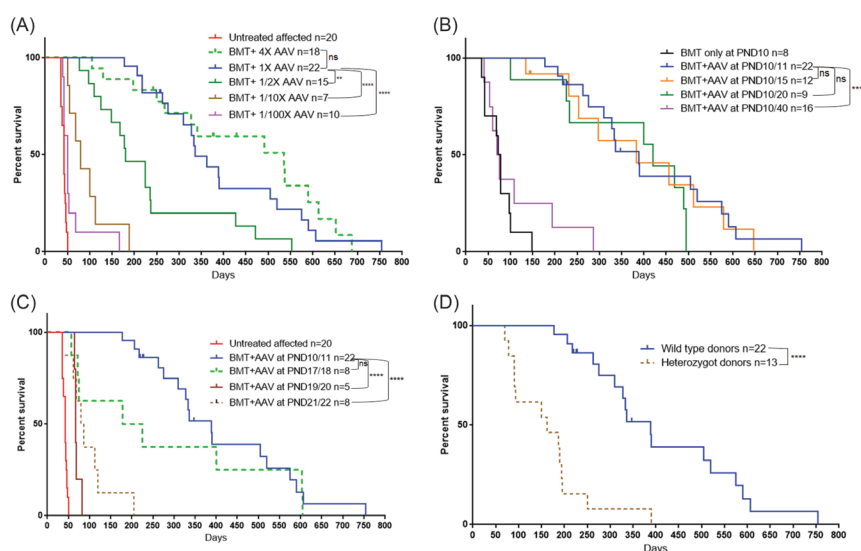 (A)
Percent survival
100
50
0
Untreated affected n=20
BMT+ 4X AAV n=18
BMT+ 1X AAV n=22
BMT+ 1/2X AAV n=15
BMT+ 1/10X AAV n=7
BMT+ 1/100X AAV n=10
ns
**
****
****
0 50 100 150 200 250 300 350 400 450 500 550 600 650 700 750 800
Days
(B)
Percent survival
100
50
0
BMT only at PND10 n=8
BMT+AAV at PND10/11 n=22
BMT+AAV at PND10/15 n=12
BMT+AAV at PND10/20 n=9
BMT+AAV at PND10/40 n=16
ns
ns
****
0 50 100 150 200 250 300 350 400 450 500 550 600 650 700 750 800
Days
(C)
Percent survival
100
50
0
Untreated affected n=20
BMT+AAV at PND10/11 n=22
BMT+AAV at PND17/18 n=8
BMT+AAV at PND19/20 n=5
BMT+AAV at PND21/22 n=8
ns
****
****
0 50 100 150 200 250 300 350 400 450 500 550 600 650 700 750 800
Days
(D)
Percent survival
100
50
0
Wild type donors n=22
Heterozygot donors n=13
****
0 50 100 150 200 250 300 350 400 450 500 550 600 650 700 750 800
Days